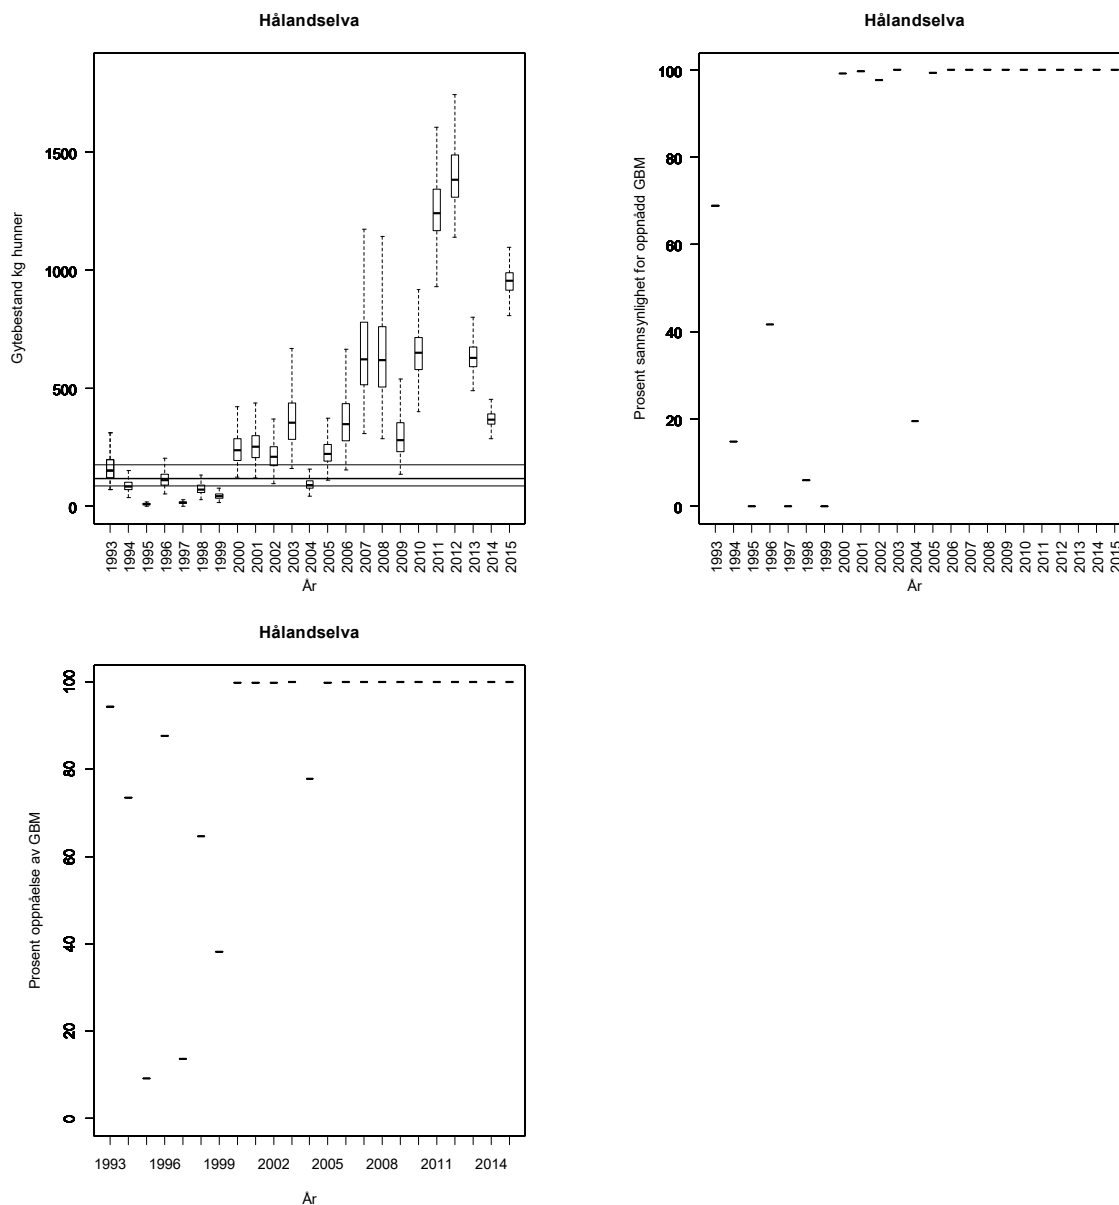 Hålandselva
Gytebestand kg hunner
1500
1000
500
0
1993 1994 1995 1996 1997 1998 1999 2000 2001 2002 2003 2004 2005 2006 2007 2008 2009 2010 2011 2012 2013 2014 2015
År
Hålandselva
Prosent sannsynlighet for oppnådd GBM
100
80
60
40
20
0
1993 1994 1995 1996 1997 1998 1999 2000 2001 2002 2003 2004 2005 2006 2007 2008 2009 2010 2011 2012 2013 2014 2015
År
Hålandselva
Prosent oppnåelse av GBM
100
80
60
40
20
0
1993 1996 1999 2002 2005 2008 2011 2014
År